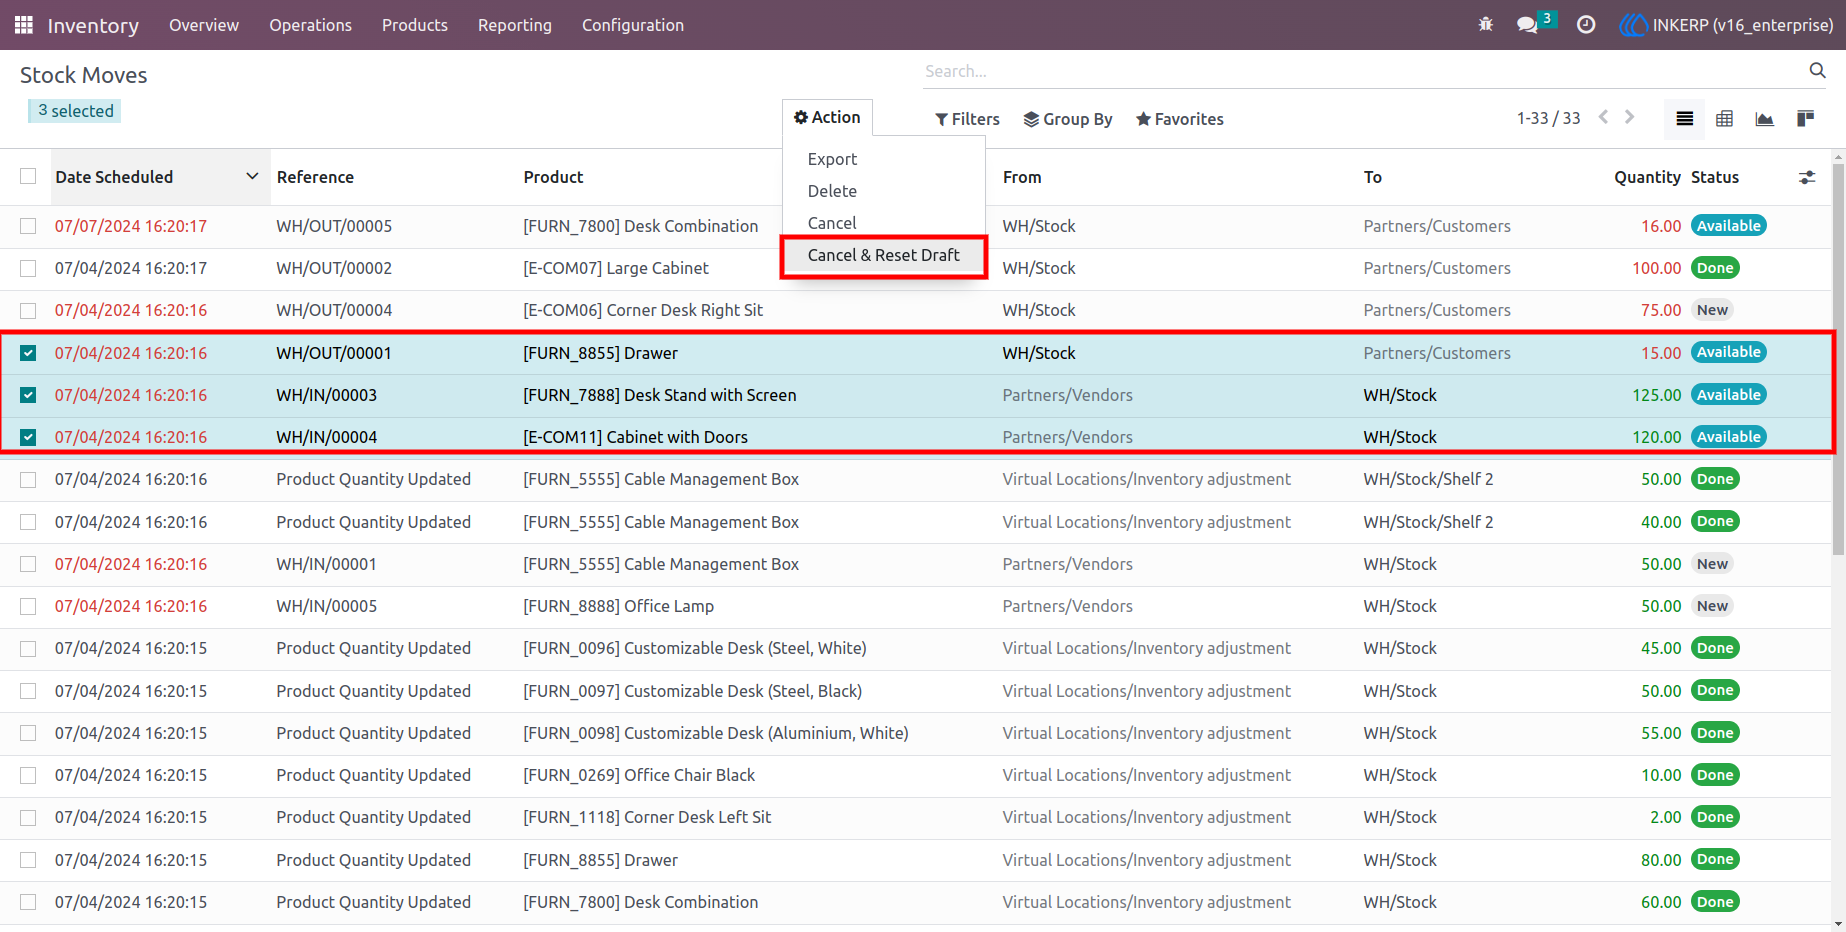 Inventory Overview Operations Products Reporting Configuration 3 INKERP (v16_enterprise)
Stock Moves
Search...
3 selected
Action Filters Group By Favorites 1-33 / 33
Export
Delete
Cancel
Cancel & Reset Draft
Date Scheduled Reference Product From To Quantity Status
07/07/2024 16:20:17 WH/OUT/00005 [FURN_7800] Desk Combination WH/Stock Partners/Customers 16.00 Available
07/04/2024 16:20:17 WH/OUT/00002 [E-COM07] Large Cabinet WH/Stock Partners/Customers 100.00 Done
07/04/2024 16:20:16 WH/OUT/00004 [E-COM06] Corner Desk Right Sit WH/Stock Partners/Customers 75.00 New
07/04/2024 16:20:16 WH/OUT/00001 [FURN_8855] Drawer WH/Stock Partners/Customers 15.00 Available
07/04/2024 16:20:16 WH/IN/00003 [FURN_7888] Desk Stand with Screen Partners/Vendors WH/Stock 125.00 Available
07/04/2024 16:20:16 WH/IN/00004 [E-COM11] Cabinet with Doors Partners/Vendors WH/Stock 120.00 Available
07/04/2024 16:20:16 Product Quantity Updated [FURN_5555] Cable Management Box Virtual Locations/Inventory adjustment WH/Stock/Shelf 2 50.00 Done
07/04/2024 16:20:16 Product Quantity Updated [FURN_5555] Cable Management Box Virtual Locations/Inventory adjustment WH/Stock/Shelf 2 40.00 Done
07/04/2024 16:20:16 WH/IN/00001 [FURN_5555] Cable Management Box Partners/Vendors WH/Stock 50.00 New
07/04/2024 16:20:16 WH/IN/00005 [FURN_8888] Office Lamp Partners/Vendors WH/Stock 50.00 New
07/04/2024 16:20:15 Product Quantity Updated [FURN_0096] Customizable Desk (Steel, White) Virtual Locations/Inventory adjustment WH/Stock 45.00 Done
07/04/2024 16:20:15 Product Quantity Updated [FURN_0097] Customizable Desk (Steel, Black) Virtual Locations/Inventory adjustment WH/Stock 50.00 Done
07/04/2024 16:20:15 Product Quantity Updated [FURN_0098] Customizable Desk (Aluminium, White) Virtual Locations/Inventory adjustment WH/Stock 55.00 Done
07/04/2024 16:20:15 Product Quantity Updated [FURN_0269] Office Chair Black Virtual Locations/Inventory adjustment WH/Stock 10.00 Done
07/04/2024 16:20:15 Product Quantity Updated [FURN_1118] Corner Desk Left Sit Virtual Locations/Inventory adjustment WH/Stock 2.00 Done
07/04/2024 16:20:15 Product Quantity Updated [FURN_8855] Drawer Virtual Locations/Inventory adjustment WH/Stock 80.00 Done
07/04/2024 16:20:15 Product Quantity Updated [FURN_7800] Desk Combination Virtual Locations/Inventory adjustment WH/Stock 60.00 Done